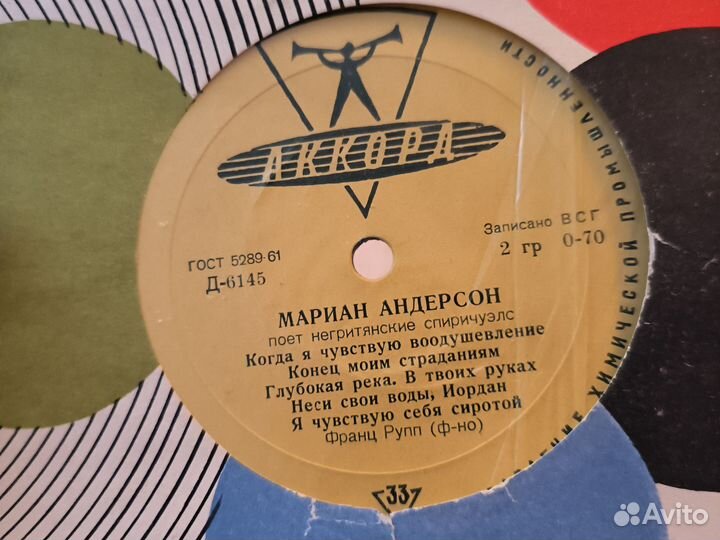 АККОРД
ГОСТ 5289-61
Д-6145
Записано ВСГ
2 гр 0-70
МАРИАН АНДЕРСОН
поет негритянские спиричуэлс
Когда я чувствую воодушевление
Конец моим страданиям
Глубокая река. В твоих руках
Неси свои воды, Иордан
Я чувствую себя сиротой
Франц Рупп (ф-но)
33
ХИМИЧЕСКОЙ ПРОМЫШЛЕННОСТИ
Avito